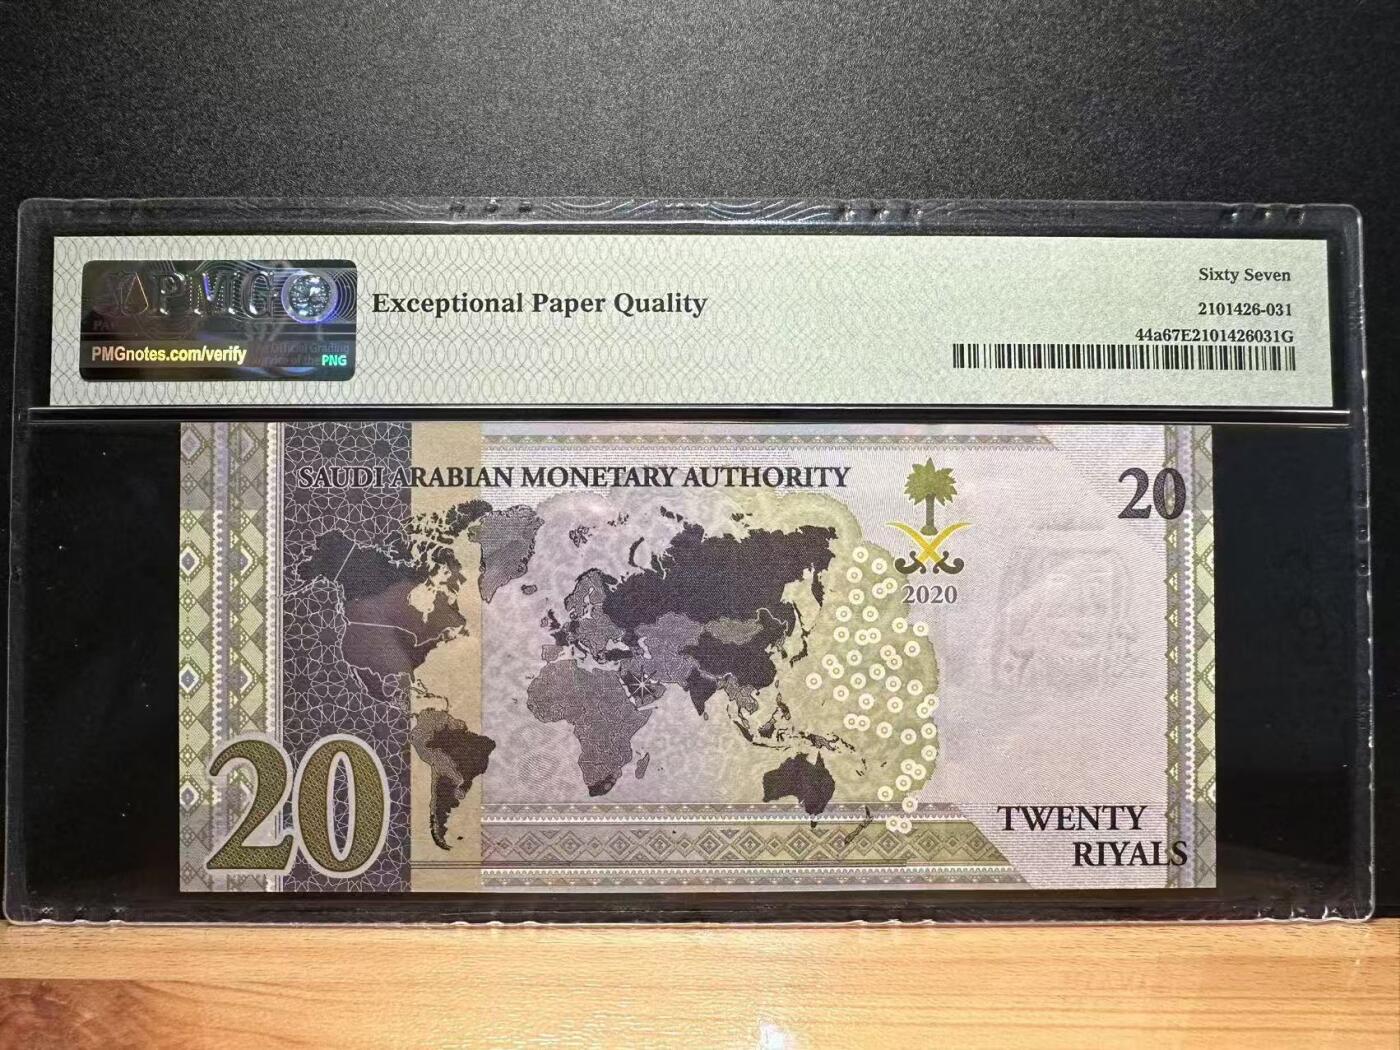 PMG
PMGnotes.com/verify
PNG
Exceptional Paper Quality
Sixty Seven
2101426-031
44a67E2101426031G
SAUDI ARABIAN MONETARY AUTHORITY
20
2020
20
TWENTY
RIYALS